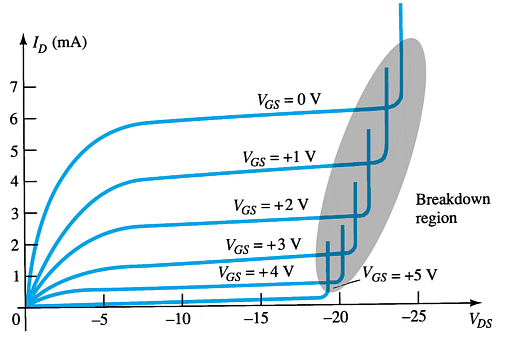 I_D (mA)
7
6
5
4
3
2
1
0
V_GS = 0 V
V_GS = +1 V
V_GS = +2 V
V_GS = +3 V
V_GS = +4 V
V_GS = +5 V
Breakdown
region
−5
−10
−15
−20
−25
V_DS